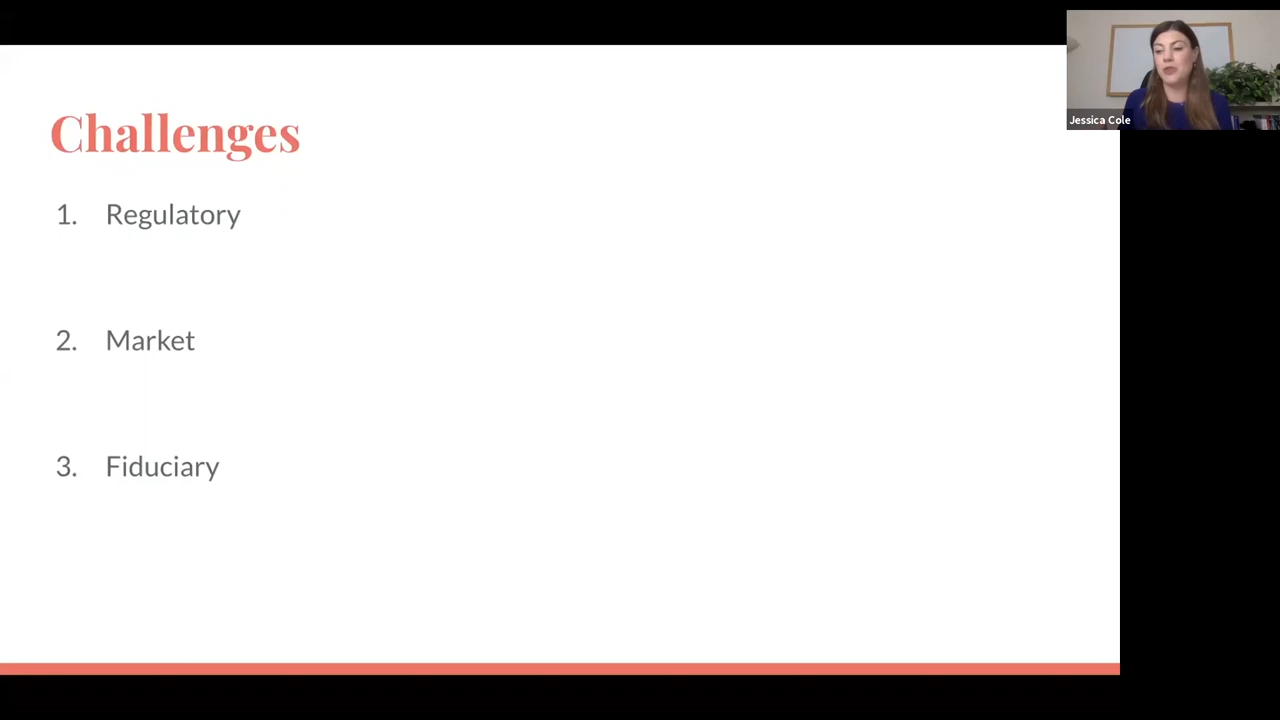 Challenges
1. Regulatory
2. Market
3. Fiduciary
Jessica Cole